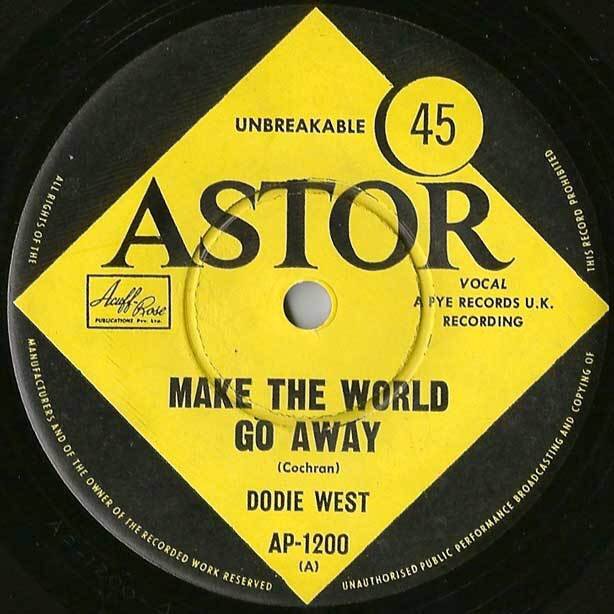 UNBREAKABLE
45
ASTOR
Acuff-Rose
PUBLICATIONS Pty. Ltd.
VOCAL
A PYE RECORDS U.K.
RECORDING
MAKE THE WORLD
GO AWAY
(Cochran)
DODIE WEST
AP-1200
(A)
ALL RIGHTS OF THE
MANUFACTURERS AND OF THE OWNER OF THE RECORDED WORK RESERVED
UNAUTHORISED PUBLIC PERFORMANCE BROADCASTING AND COPYING OF
THIS RECORD PROHIBITED